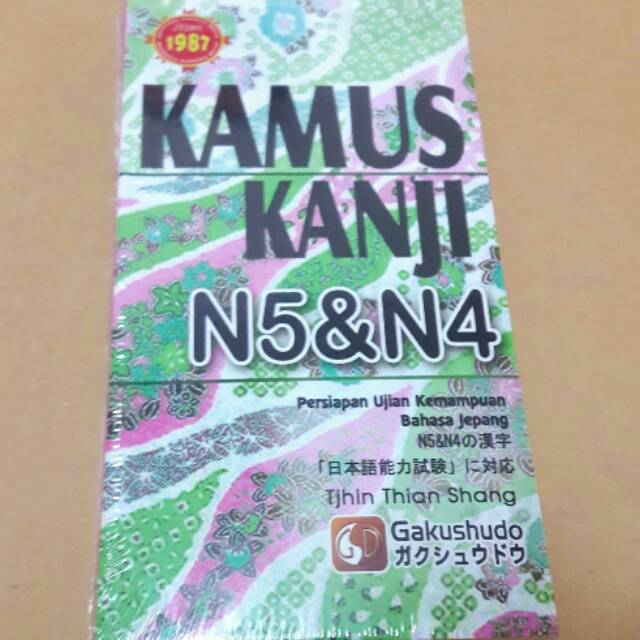 1987
KAMUS
KANJI
N5&N4
Persiapan Ujian Kemampuan
Bahasa Jepang
N5&N4の漢字
「日本語能力試験」に対応
Tjhin Thian Shang
GD Gakushudo
ガクシュウドウ